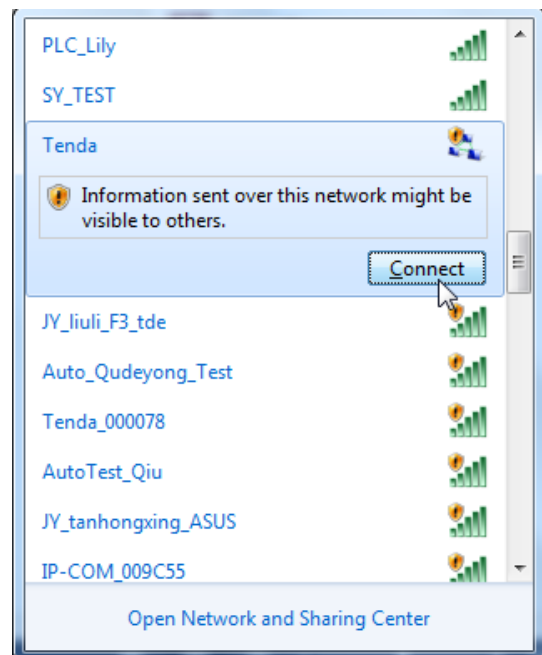 PLC_Lily
SY_TEST
Tenda
Information sent over this network might be
visible to others.
Connect
JY_liuli_F3_tde
Auto_Qudeyong_Test
Tenda_000078
AutoTest_Qiu
JY_tanhongxing_ASUS
IP-COM_009C55
Open Network and Sharing Center